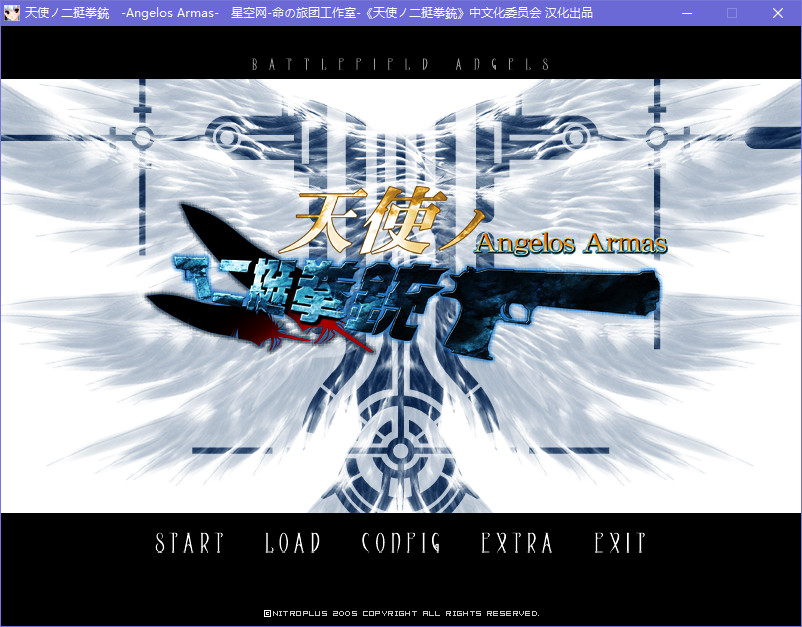 天使ノ二挺拳銃　-Angelos Armas-　星空网-命の旅团工作室-《天使ノ二挺拳銃》中文化委员会 汉化出品
BATTLEFIELD ANGELS
天使ノ
Angelos Armas
二挺拳銃
START LOAD CONFIG EXTRA EXIT
©NITROPLUS 2005 COPYRIGHT ALL RIGHTS RESERVED.